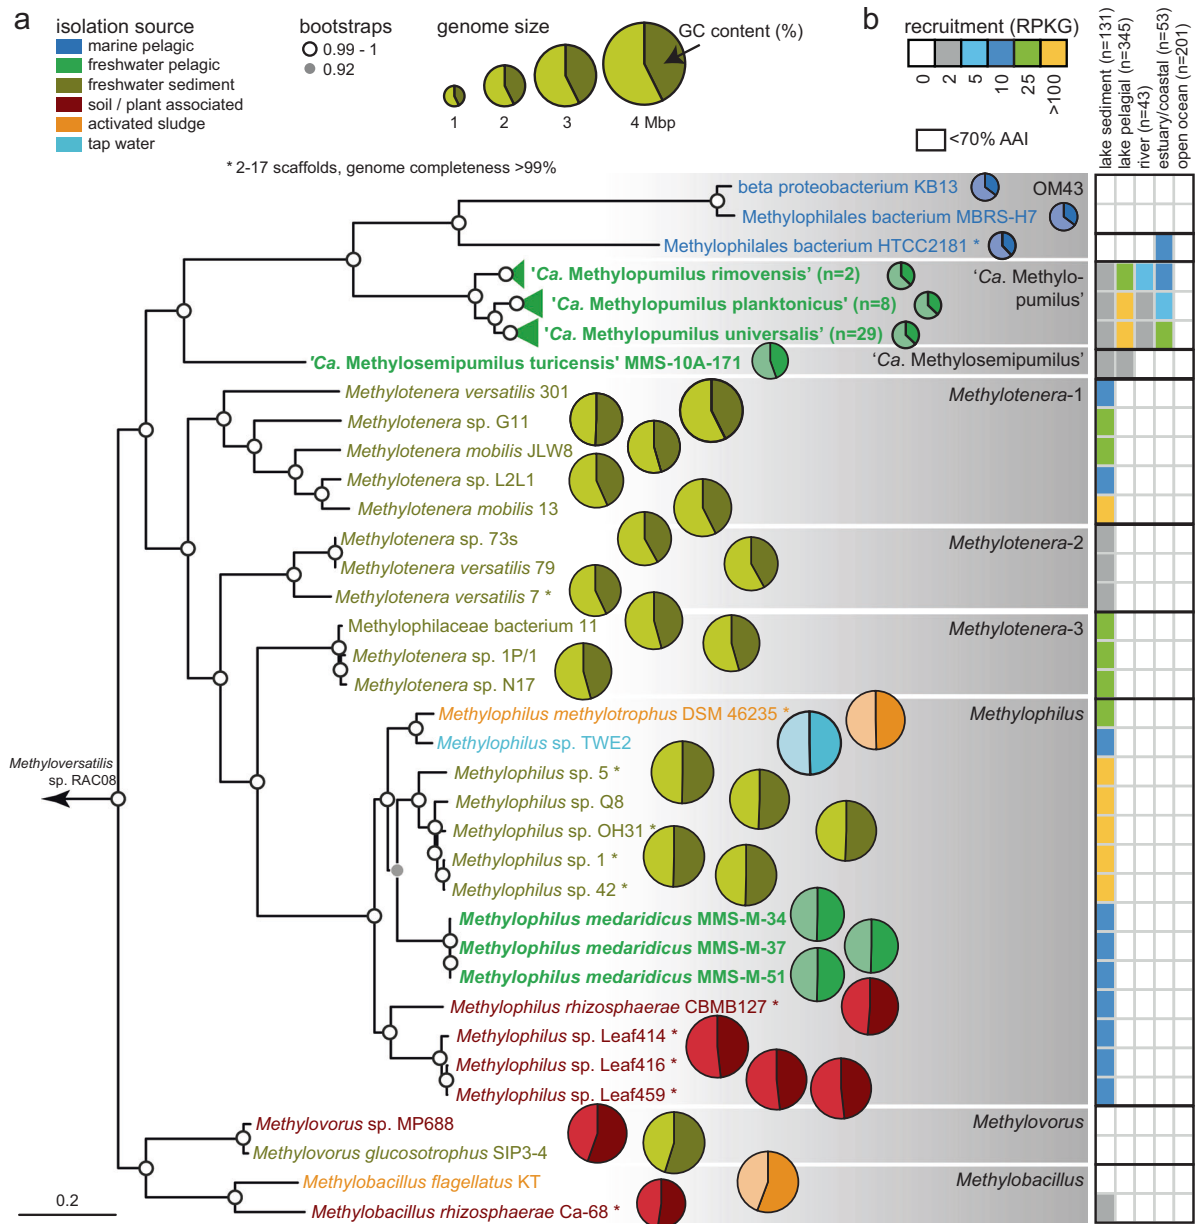 a
isolation source
marine pelagic
freshwater pelagic
freshwater sediment
soil / plant associated
activated sludge
tap water
bootstraps
0.99 - 1
0.92
genome size
GC content (%)
1
2
3
4 Mbp
* 2-17 scaffolds, genome completeness >99%
b
recruitment (RPKG)
0
2
5
10
25
>100
<70% AAI
lake sediment (n=131)
lake pelagial (n=345)
river (n=43)
estuary/coastal (n=53)
open ocean (n=201)
beta proteobacterium KB13
OM43
Methylophilales bacterium MBRS-H7
Methylophilales bacterium HTCC2181 *
'Ca. Methylopumilus rimovensis' (n=2)
'Ca. Methylo-
pumilus'
'Ca. Methylopumilus planktonicus' (n=8)
'Ca. Methylopumilus universalis' (n=29)
'Ca. Methylosemipumilus turicensis' MMS-10A-171
'Ca. Methylosemipumilus'
Methylotenera versatilis 301
Methylotenera-1
Methylotenera sp. G11
Methylotenera mobilis JLW8
Methylotenera sp. L2L1
Methylotenera mobilis 13
Methylotenera sp. 73s
Methylotenera-2
Methylotenera versatilis 79
Methylotenera versatilis 7 *
Methylophilaceae bacterium 11
Methylotenera-3
Methylotenera sp. 1P/1
Methylotenera sp. N17
Methylophilus methylotrophus DSM 46235 *
Methylophilus
Methylophilus sp. TWE2
Methyloversatilis
sp. RAC08
Methylophilus sp. 5 *
Methylophilus sp. Q8
Methylophilus sp. OH31 *
Methylophilus sp. 1 *
Methylophilus sp. 42 *
Methylophilus medaridicus MMS-M-34
Methylophilus medaridicus MMS-M-37
Methylophilus medaridicus MMS-M-51
Methylophilus rhizosphaerae CBMB127 *
Methylophilus sp. Leaf414 *
Methylophilus sp. Leaf416 *
Methylophilus sp. Leaf459 *
Methylovorus sp. MP688
Methylovorus
Methylovorus glucosotrophus SIP3-4
Methylobacillus flagellatus KT
Methylobacillus
Methylobacillus rhizosphaerae Ca-68 *
0.2